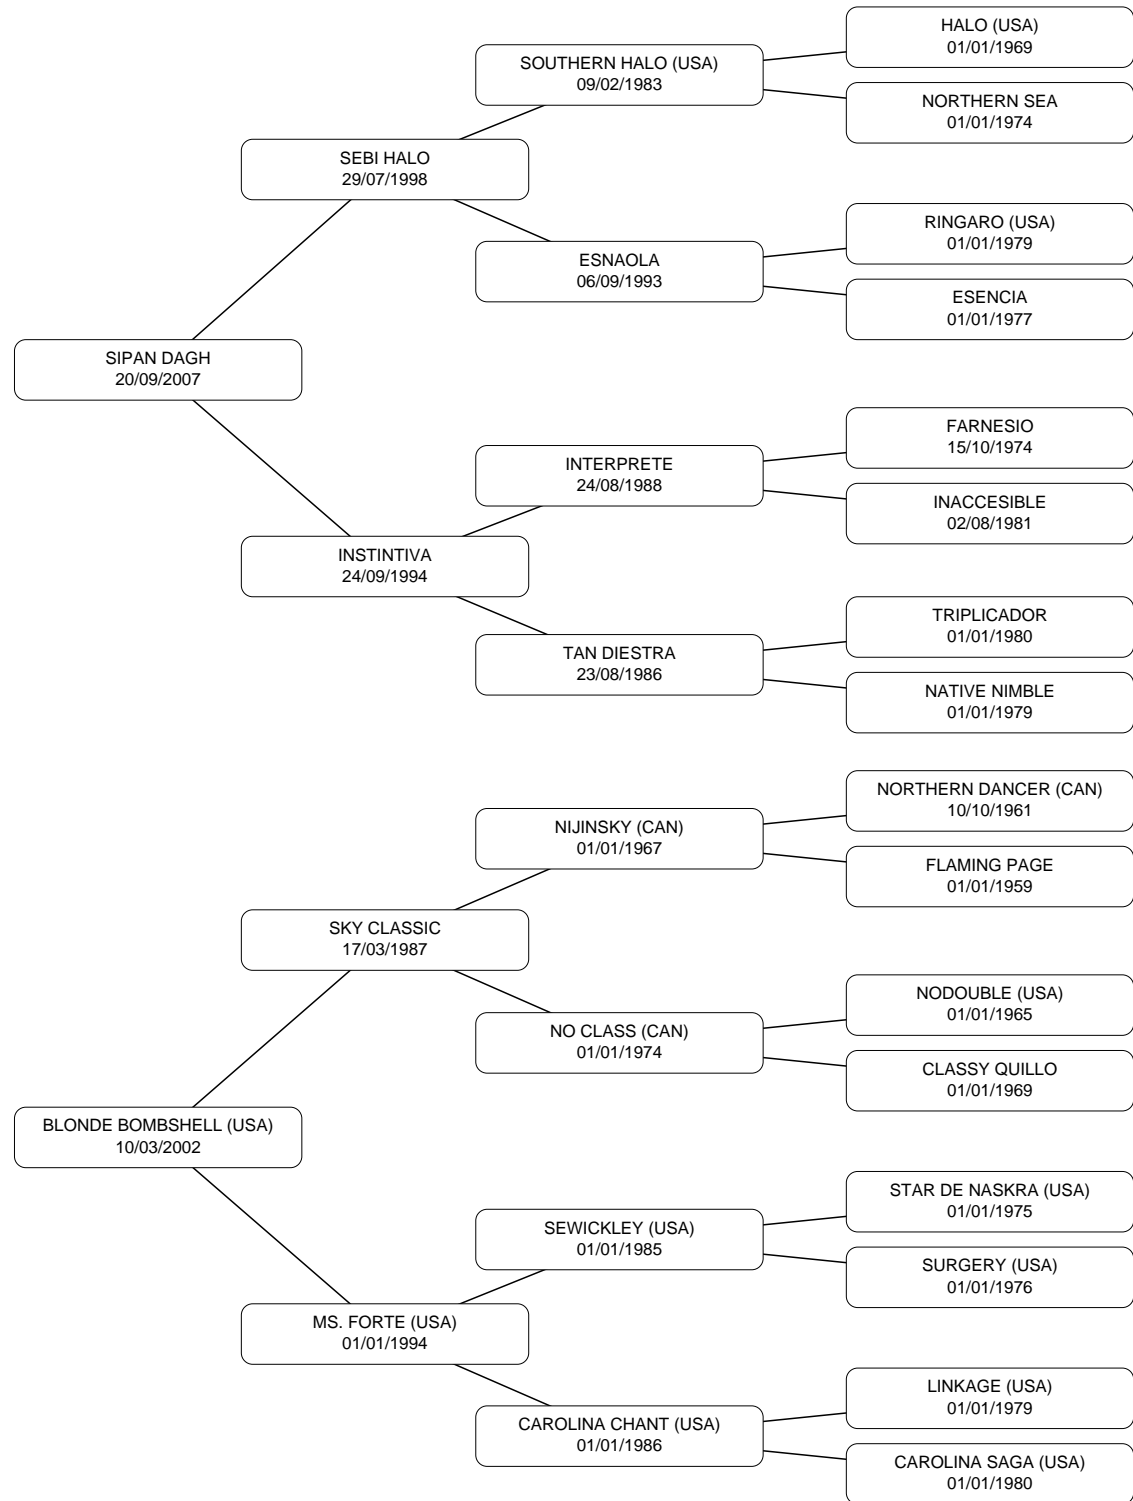 HALO (USA)
01/01/1969
SOUTHERN HALO (USA)
09/02/1983
NORTHERN SEA
01/01/1974
SEBI HALO
29/07/1998
RINGARO (USA)
01/01/1979
ESNAOLA
06/09/1993
ESENCIA
01/01/1977
SIPAN DAGH
20/09/2007
FARNESIO
15/10/1974
INTERPRETE
24/08/1988
INACCESIBLE
02/08/1981
INSTINTIVA
24/09/1994
TRIPLICADOR
01/01/1980
TAN DIESTRA
23/08/1986
NATIVE NIMBLE
01/01/1979
NORTHERN DANCER (CAN)
10/10/1961
NIJINSKY (CAN)
01/01/1967
FLAMING PAGE
01/01/1959
SKY CLASSIC
17/03/1987
NODOUBLE (USA)
01/01/1965
NO CLASS (CAN)
01/01/1974
CLASSY QUILLO
01/01/1969
BLONDE BOMBSHELL (USA)
10/03/2002
STAR DE NASKRA (USA)
01/01/1975
SEWICKLEY (USA)
01/01/1985
SURGERY (USA)
01/01/1976
MS. FORTE (USA)
01/01/1994
LINKAGE (USA)
01/01/1979
CAROLINA CHANT (USA)
01/01/1986
CAROLINA SAGA (USA)
01/01/1980